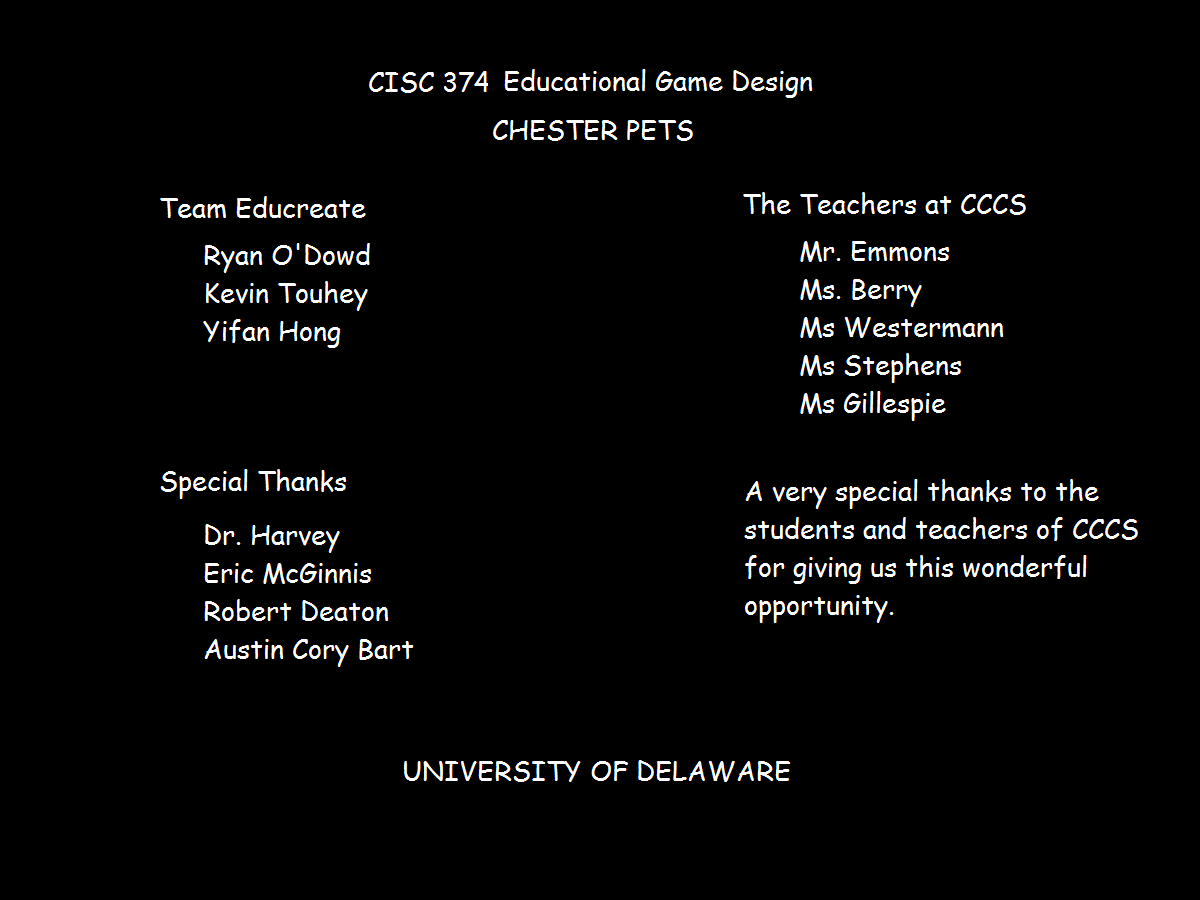 CISC 374 Educational Game Design
CHESTER PETS
Team Educreate
Ryan O'Dowd
Kevin Touhey
Yifan Hong
The Teachers at CCCS
Mr. Emmons
Ms. Berry
Ms Westermann
Ms Stephens
Ms Gillespie
Special Thanks
Dr. Harvey
Eric McGinnis
Robert Deaton
Austin Cory Bart
A very special thanks to the
students and teachers of CCCS
for giving us this wonderful
opportunity.
UNIVERSITY OF DELAWARE